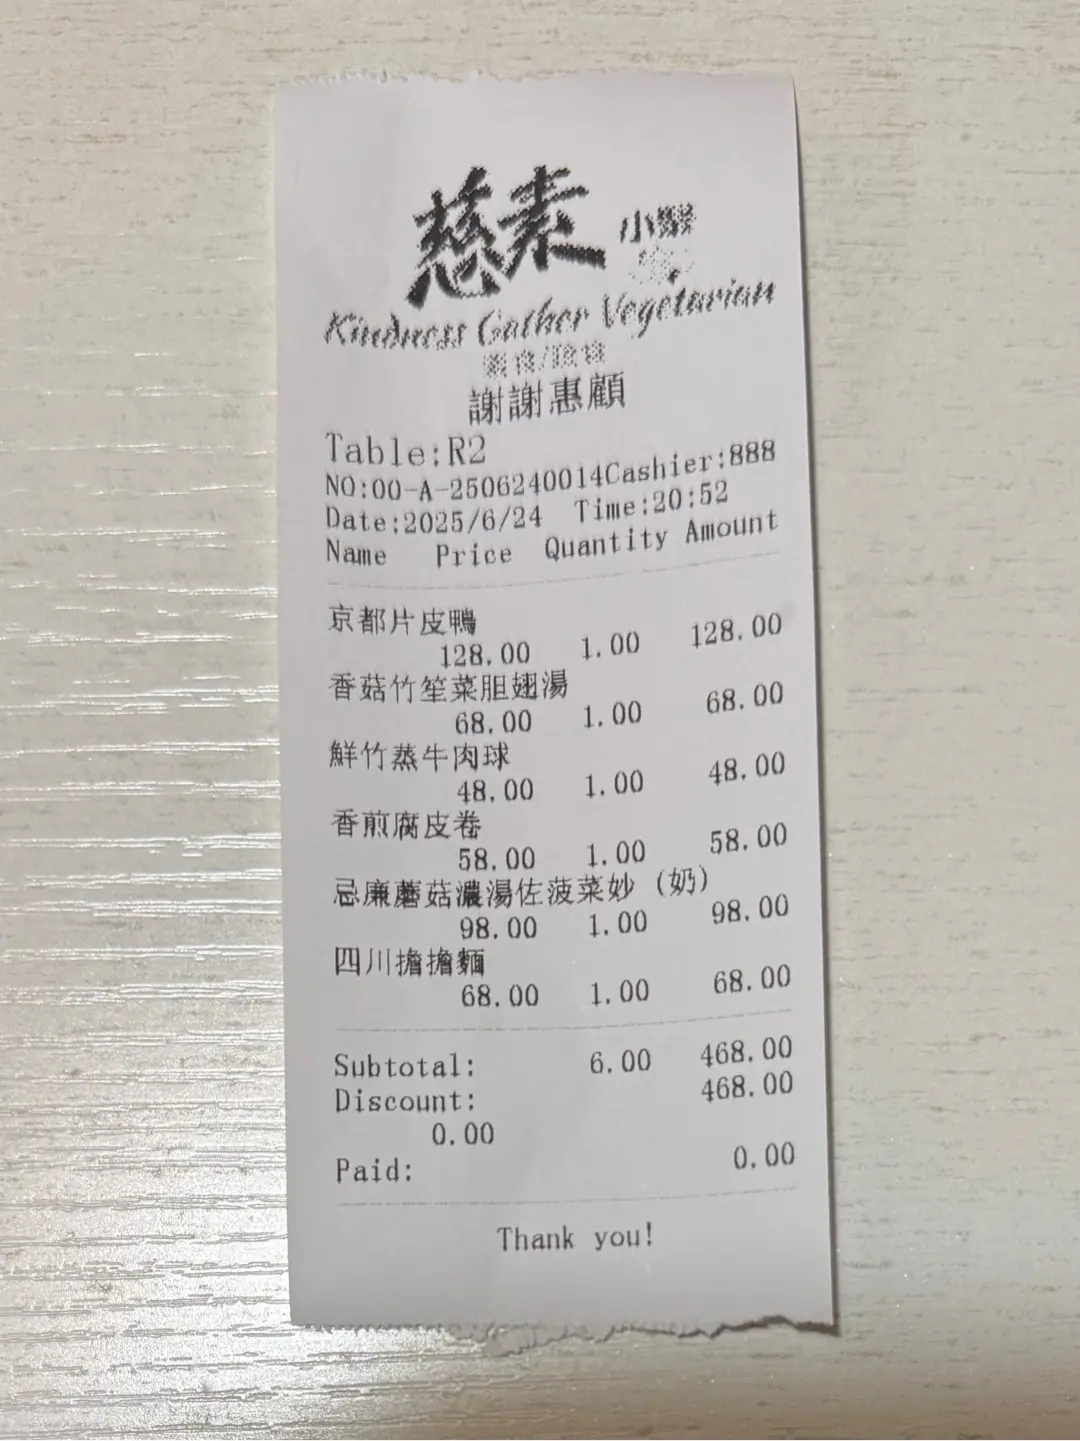 慈素小聚
Kindness Gather Vegetarian
謝謝惠顧
Table:R2
NO:00-A-2506240014Cashier:888
Date:2025/6/24 Time:20:52
Name Price Quantity Amount
京都片皮鴨
128.00 1.00 128.00
香菇竹笙菜胆翅湯
68.00 1.00 68.00
鮮竹蒸牛肉球
48.00 1.00 48.00
香煎腐皮卷
58.00 1.00 58.00
忌廉蘑菇濃湯佐菠菜妙（奶）
98.00 1.00 98.00
四川擔擔麵
68.00 1.00 68.00
Subtotal: 6.00 468.00
Discount: 468.00
0.00
Paid: 0.00
Thank you!